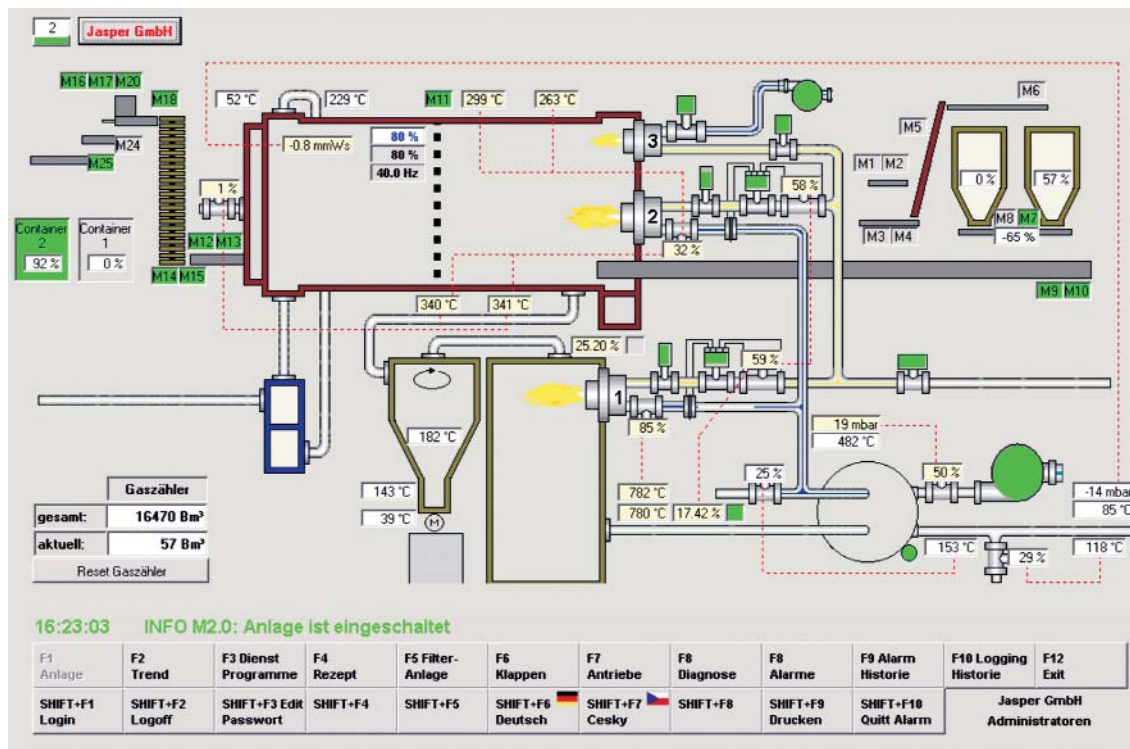 2
Jasper GmbH
M16 M17 M20
M18
M24
M25
52 °C
229 °C
M11
299 °C
263 °C
-0.8 mmWs
80 %
80 %
40.0 Hz
1 %
M12 M13
M14 M15
Container
2
92 %
Container
1
0 %
3
2
58 %
32 %
M6
M5
M1 M2
M3 M4
0 %
57 %
M8 M7
-65 %
M9 M10
340 °C
341 °C
25.20 %
59 %
1
85 %
182 °C
143 °C
39 °C
M
782 °C
780 °C
17.42 %
25 %
19 mbar
482 °C
50 %
-14 mbar
85 °C
153 °C
29 %
118 °C
Gaszähler
gesamt: 16470 Bm³
aktuell: 57 Bm³
Reset Gaszähler
16:23:03 INFO M2.0: Anlage ist eingeschaltet
F1
Anlage
F2
Trend
F3 Dienst
Programme
F4
Rezept
F5 Filter-
Anlage
F6
Klappen
F7
Antriebe
F8
Diagnose
F8
Alarme
F9 Alarm
Historie
F10 Logging
Historie
F12
Exit
SHIFT+F1
Login
SHIFT+F2
Logoff
SHIFT+F3 Edit
Passwort
SHIFT+F4
SHIFT+F5
SHIFT+F6
Deutsch
SHIFT+F7
Cesky
SHIFT+F8
SHIFT+F9
Drucken
SHIFT+F10
Quitt Alarm
Jasper GmbH
Administratoren